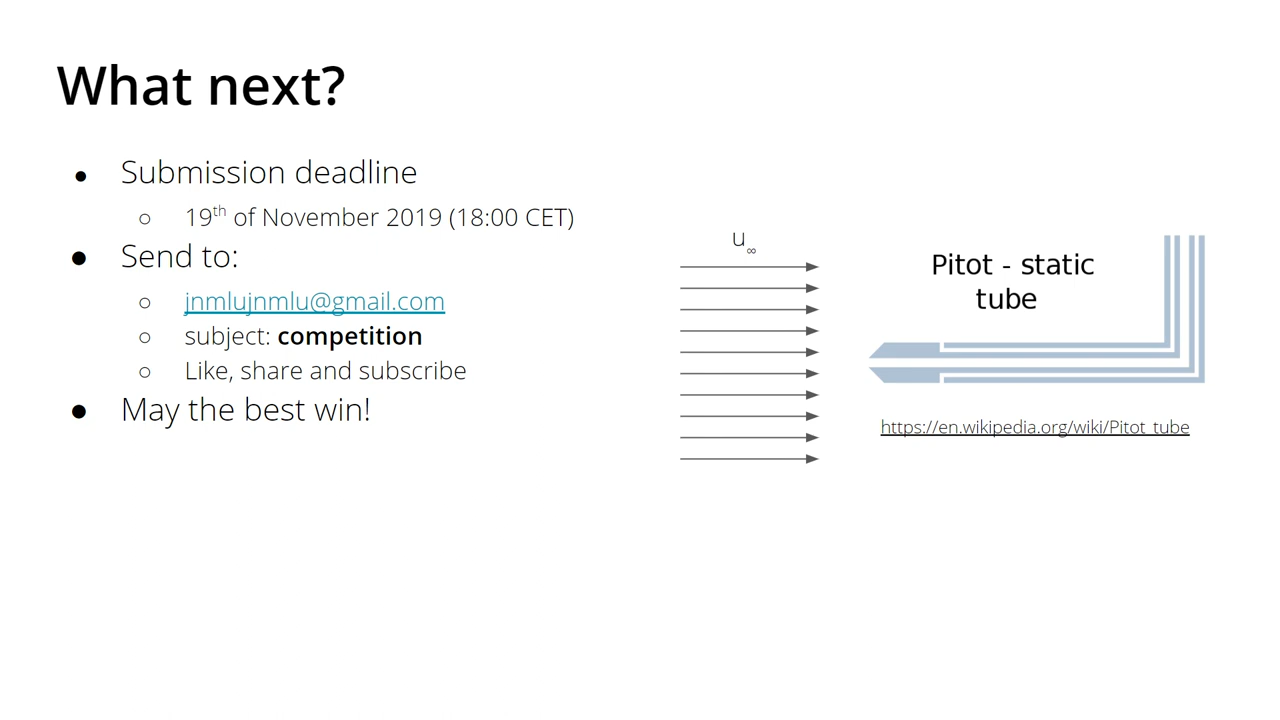 What next?
● Submission deadline
○ 19th of November 2019 (18:00 CET)
● Send to:
○ jnmlujnmlu@gmail.com
○ subject: competition
○ Like, share and subscribe
● May the best win!
u∞
Pitot - static
tube
https://en.wikipedia.org/wiki/Pitot_tube